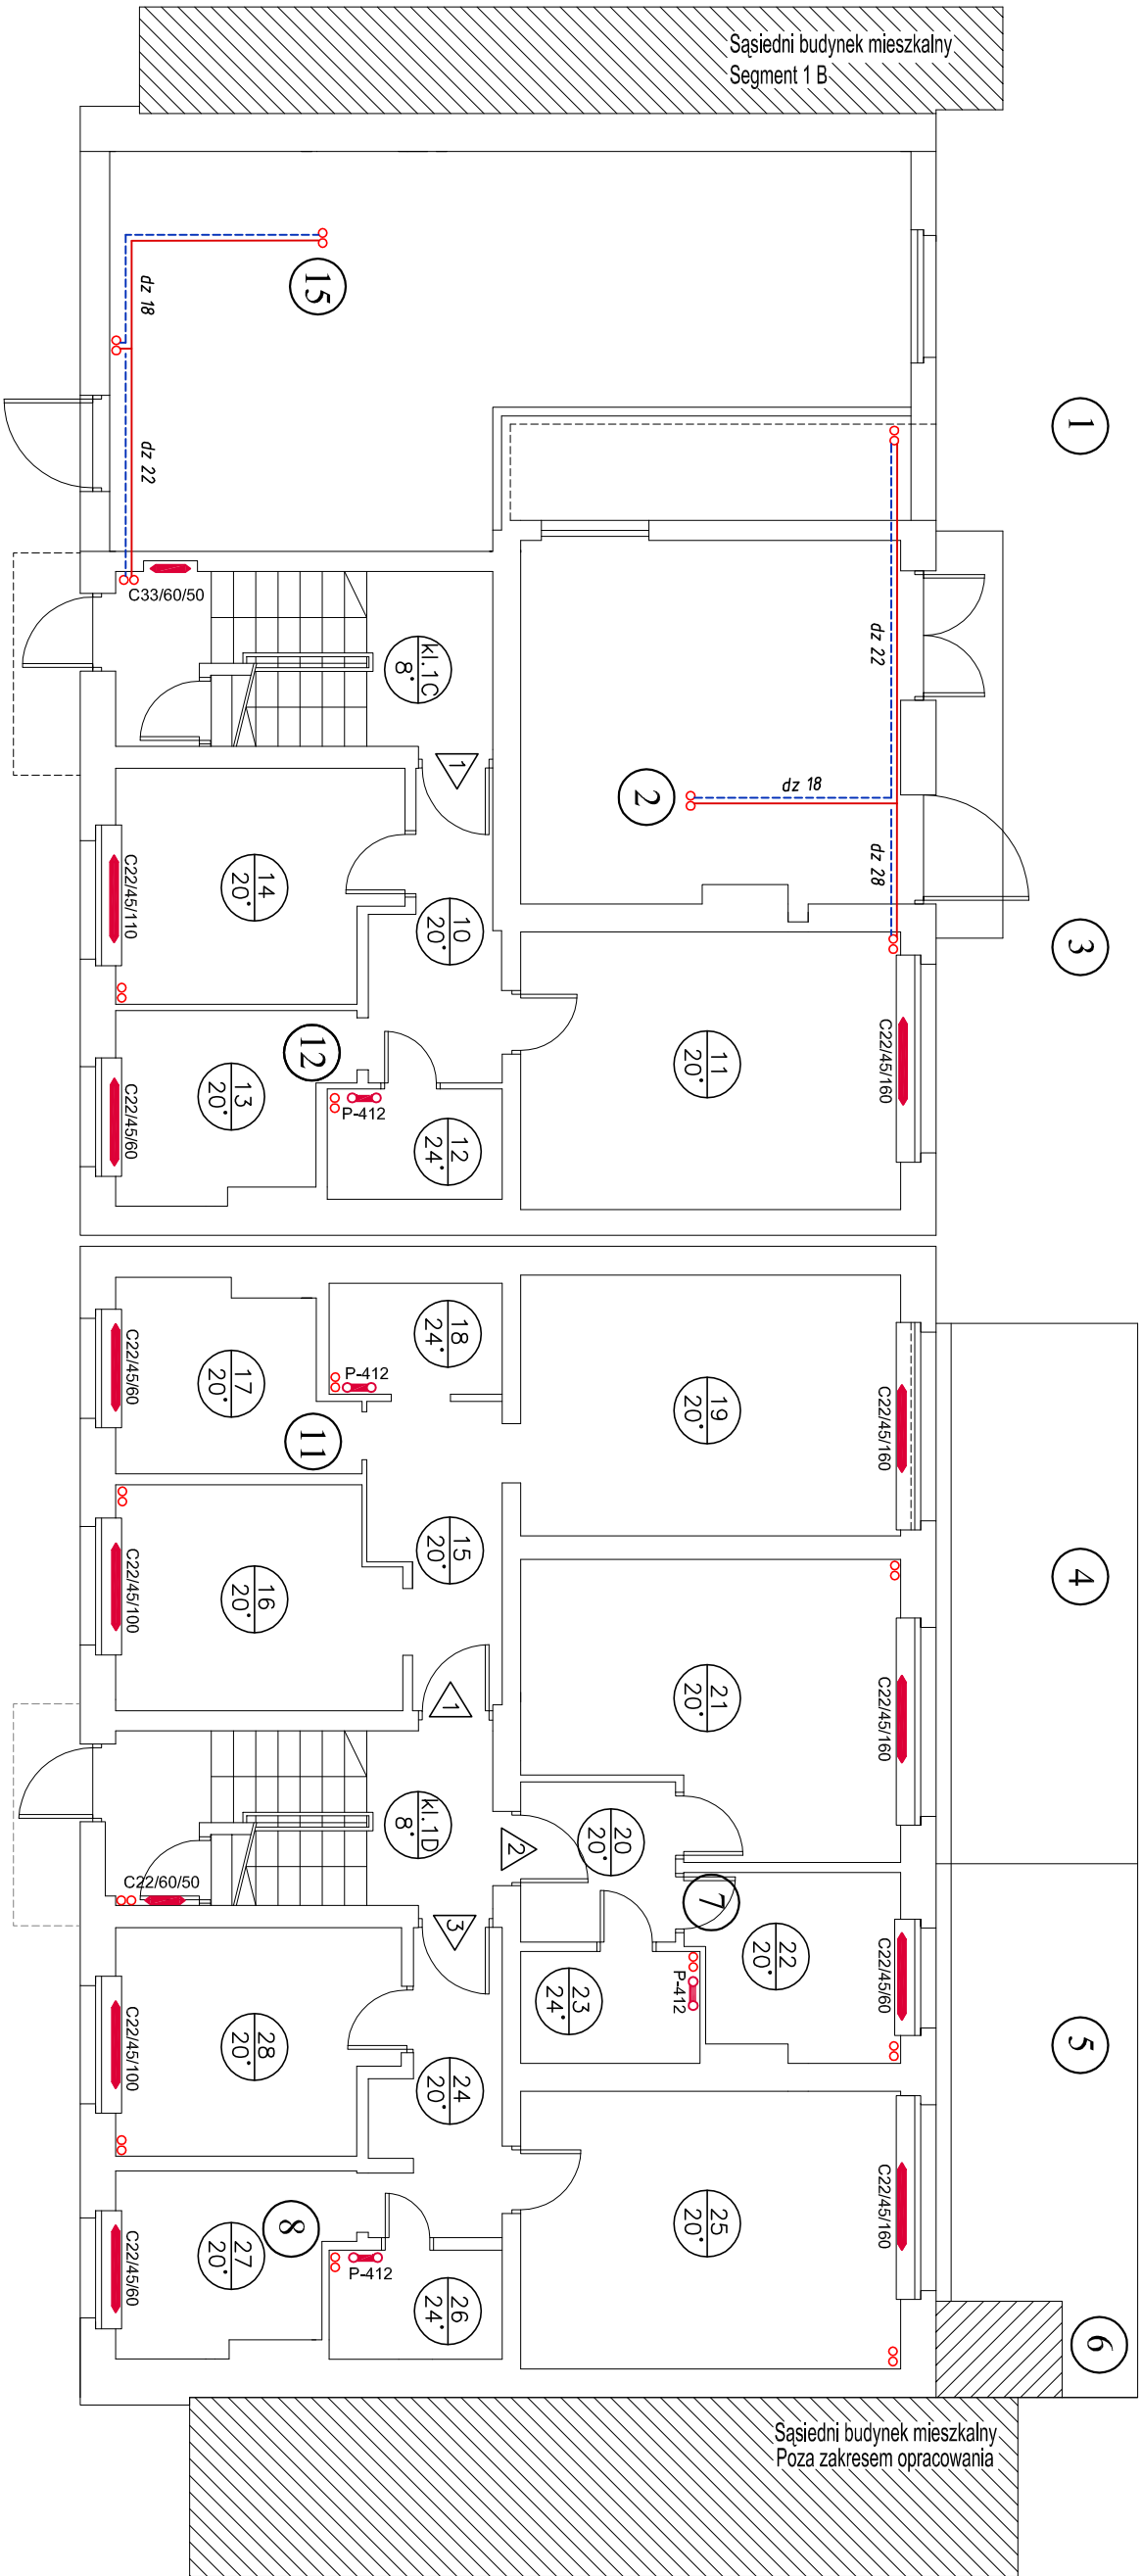 Sąsiedni budynek mieszkalny
Segment 1 B
15
dz 18
dz 22
1
C33/60/50
kl.1C
8°
1
dz 22
dz 18
2
dz 28
3
C22/45/110
14
20°
10
20°
12
13
20°
C22/45/60
P-412
12
24°
11
20°
C22/45/160
C22/45/60
17
20°
11
P-412
18
24°
19
20°
C22/45/160
4
C22/45/100
16
20°
15
20°
1
21
20°
C22/45/160
kl.1D
8°
2
20
20°
7
C22/60/50
3
22
20°
C22/45/60
23
24°
P-412
5
C22/45/100
28
20°
24
20°
25
20°
C22/45/160
8
27
20°
C22/45/60
P-412
26
24°
6
Sąsiedni budynek mieszkalny
Poza zakresem opracowania